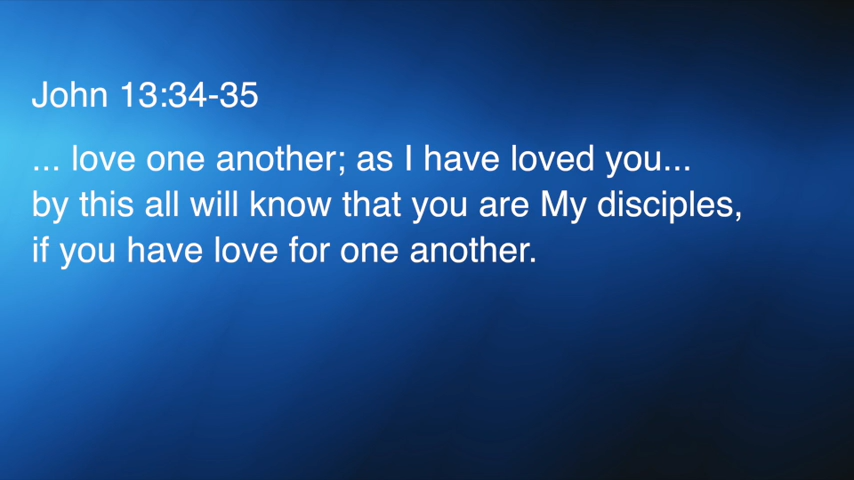 John 13:34-35
... love one another; as I have loved you...
by this all will know that you are My disciples,
if you have love for one another.